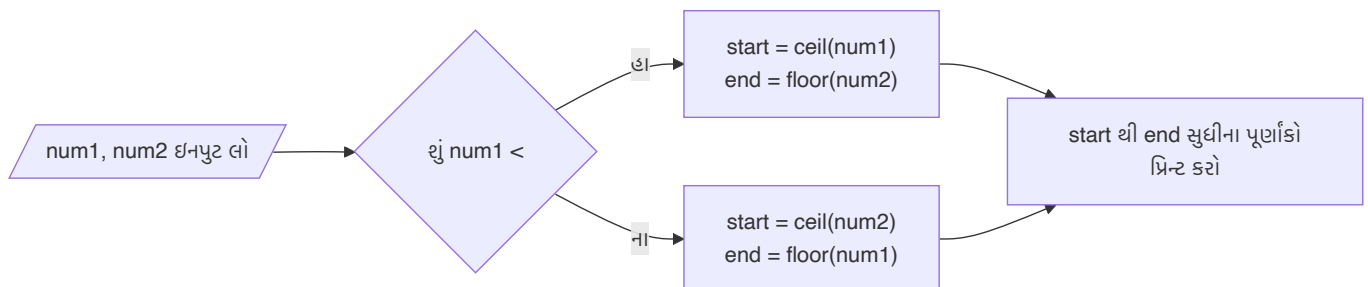 num1, num2 ઇનપુટ લો
શું num1 <
હા
start = ceil(num1)
end = floor(num2)
ના
start = ceil(num2)
end = floor(num1)
start થી end સુધીના પૂર્ણાંકો
પ્રિન્ટ કરો